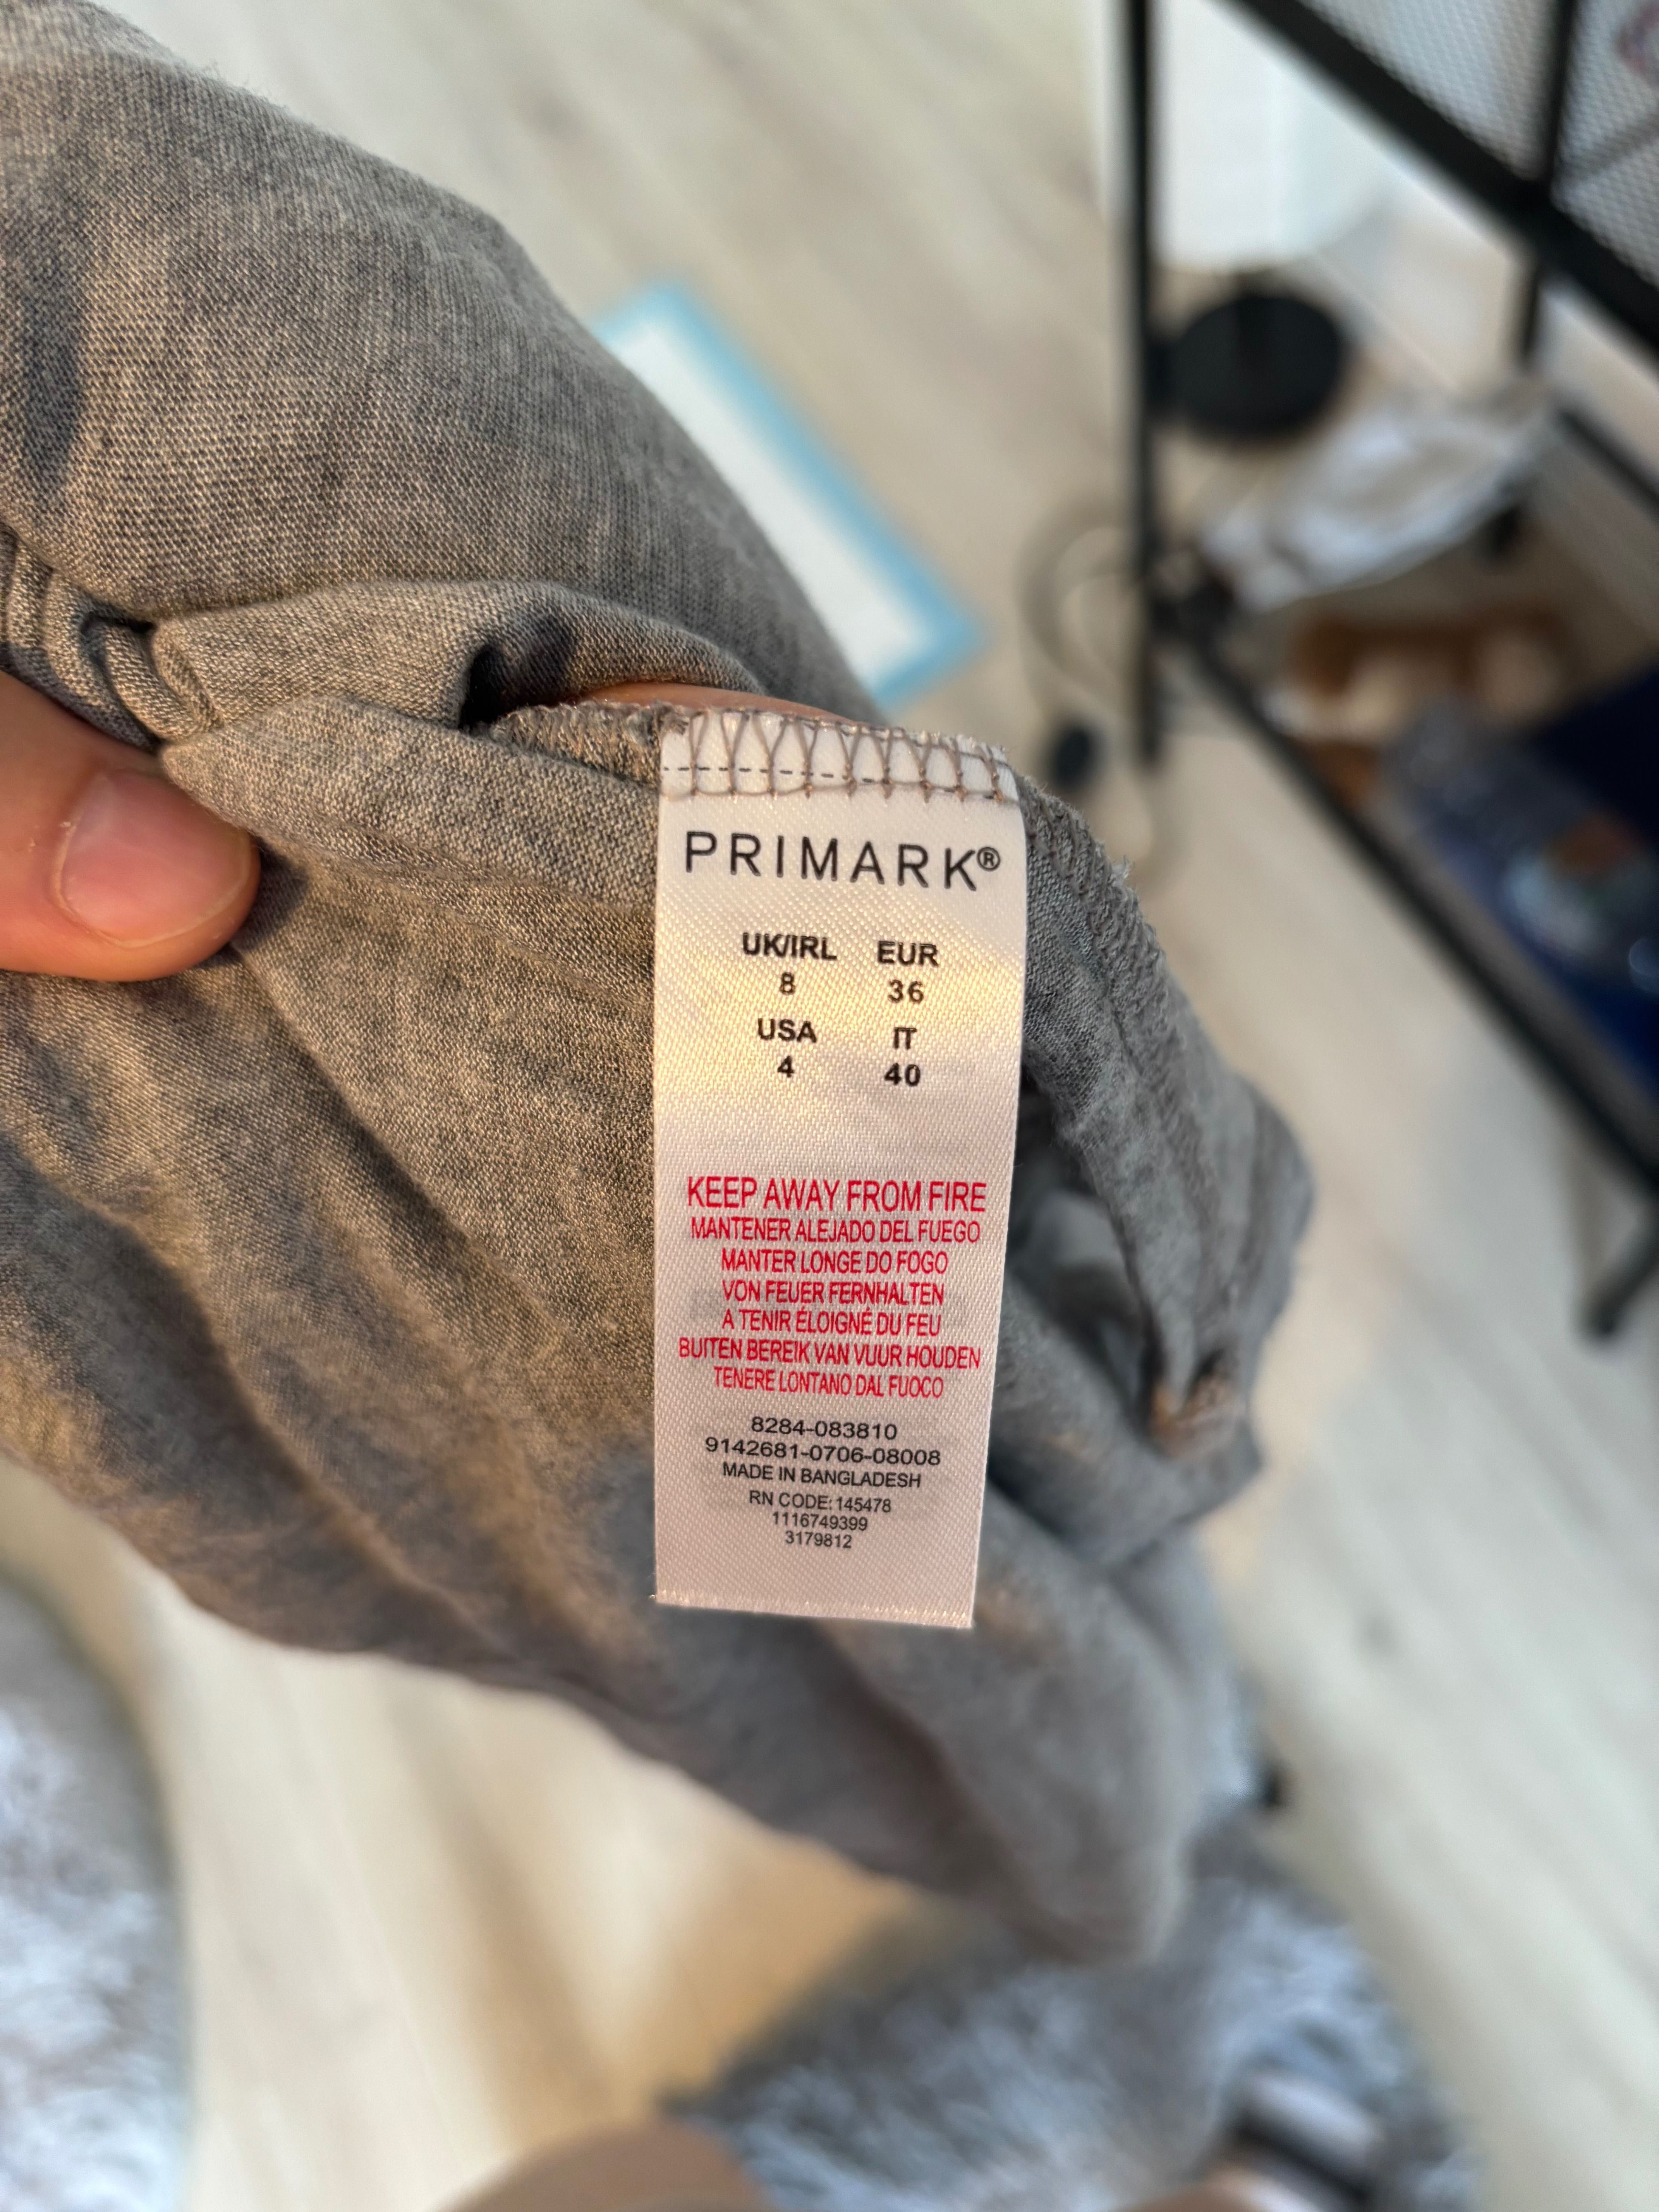 PRIMARK®
UK/IRL EUR
8 36
USA IT
4 40
KEEP AWAY FROM FIRE
MANTENER ALEJADO DEL FUEGO
MANTER LONGE DO FOGO
VON FEUER FERNHALTEN
A TENIR ÉLOIGNÉ DU FEU
BUITEN BEREIK VAN VUUR HOUDEN
TENERE LONTANO DAL FUOCO
8284-083810
9142681-0706-08008
MADE IN BANGLADESH
RN CODE:145478
1116749399
3179812